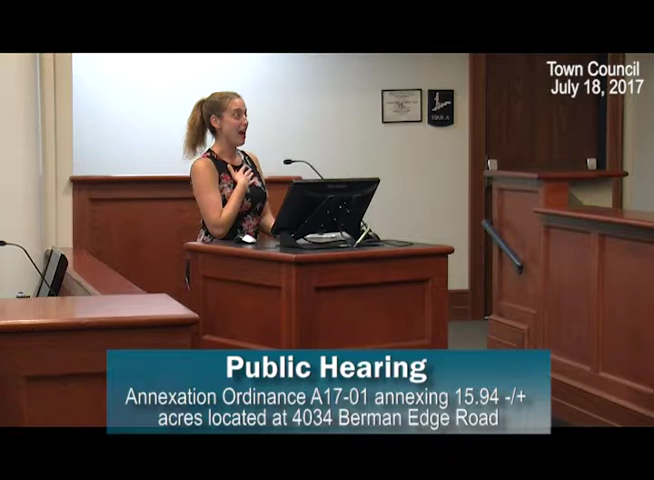 Town Council
July 18, 2017
Public Hearing
Annexation Ordinance A17-01 annexing 15.94 -/+
acres located at 4034 Berman Edge Road